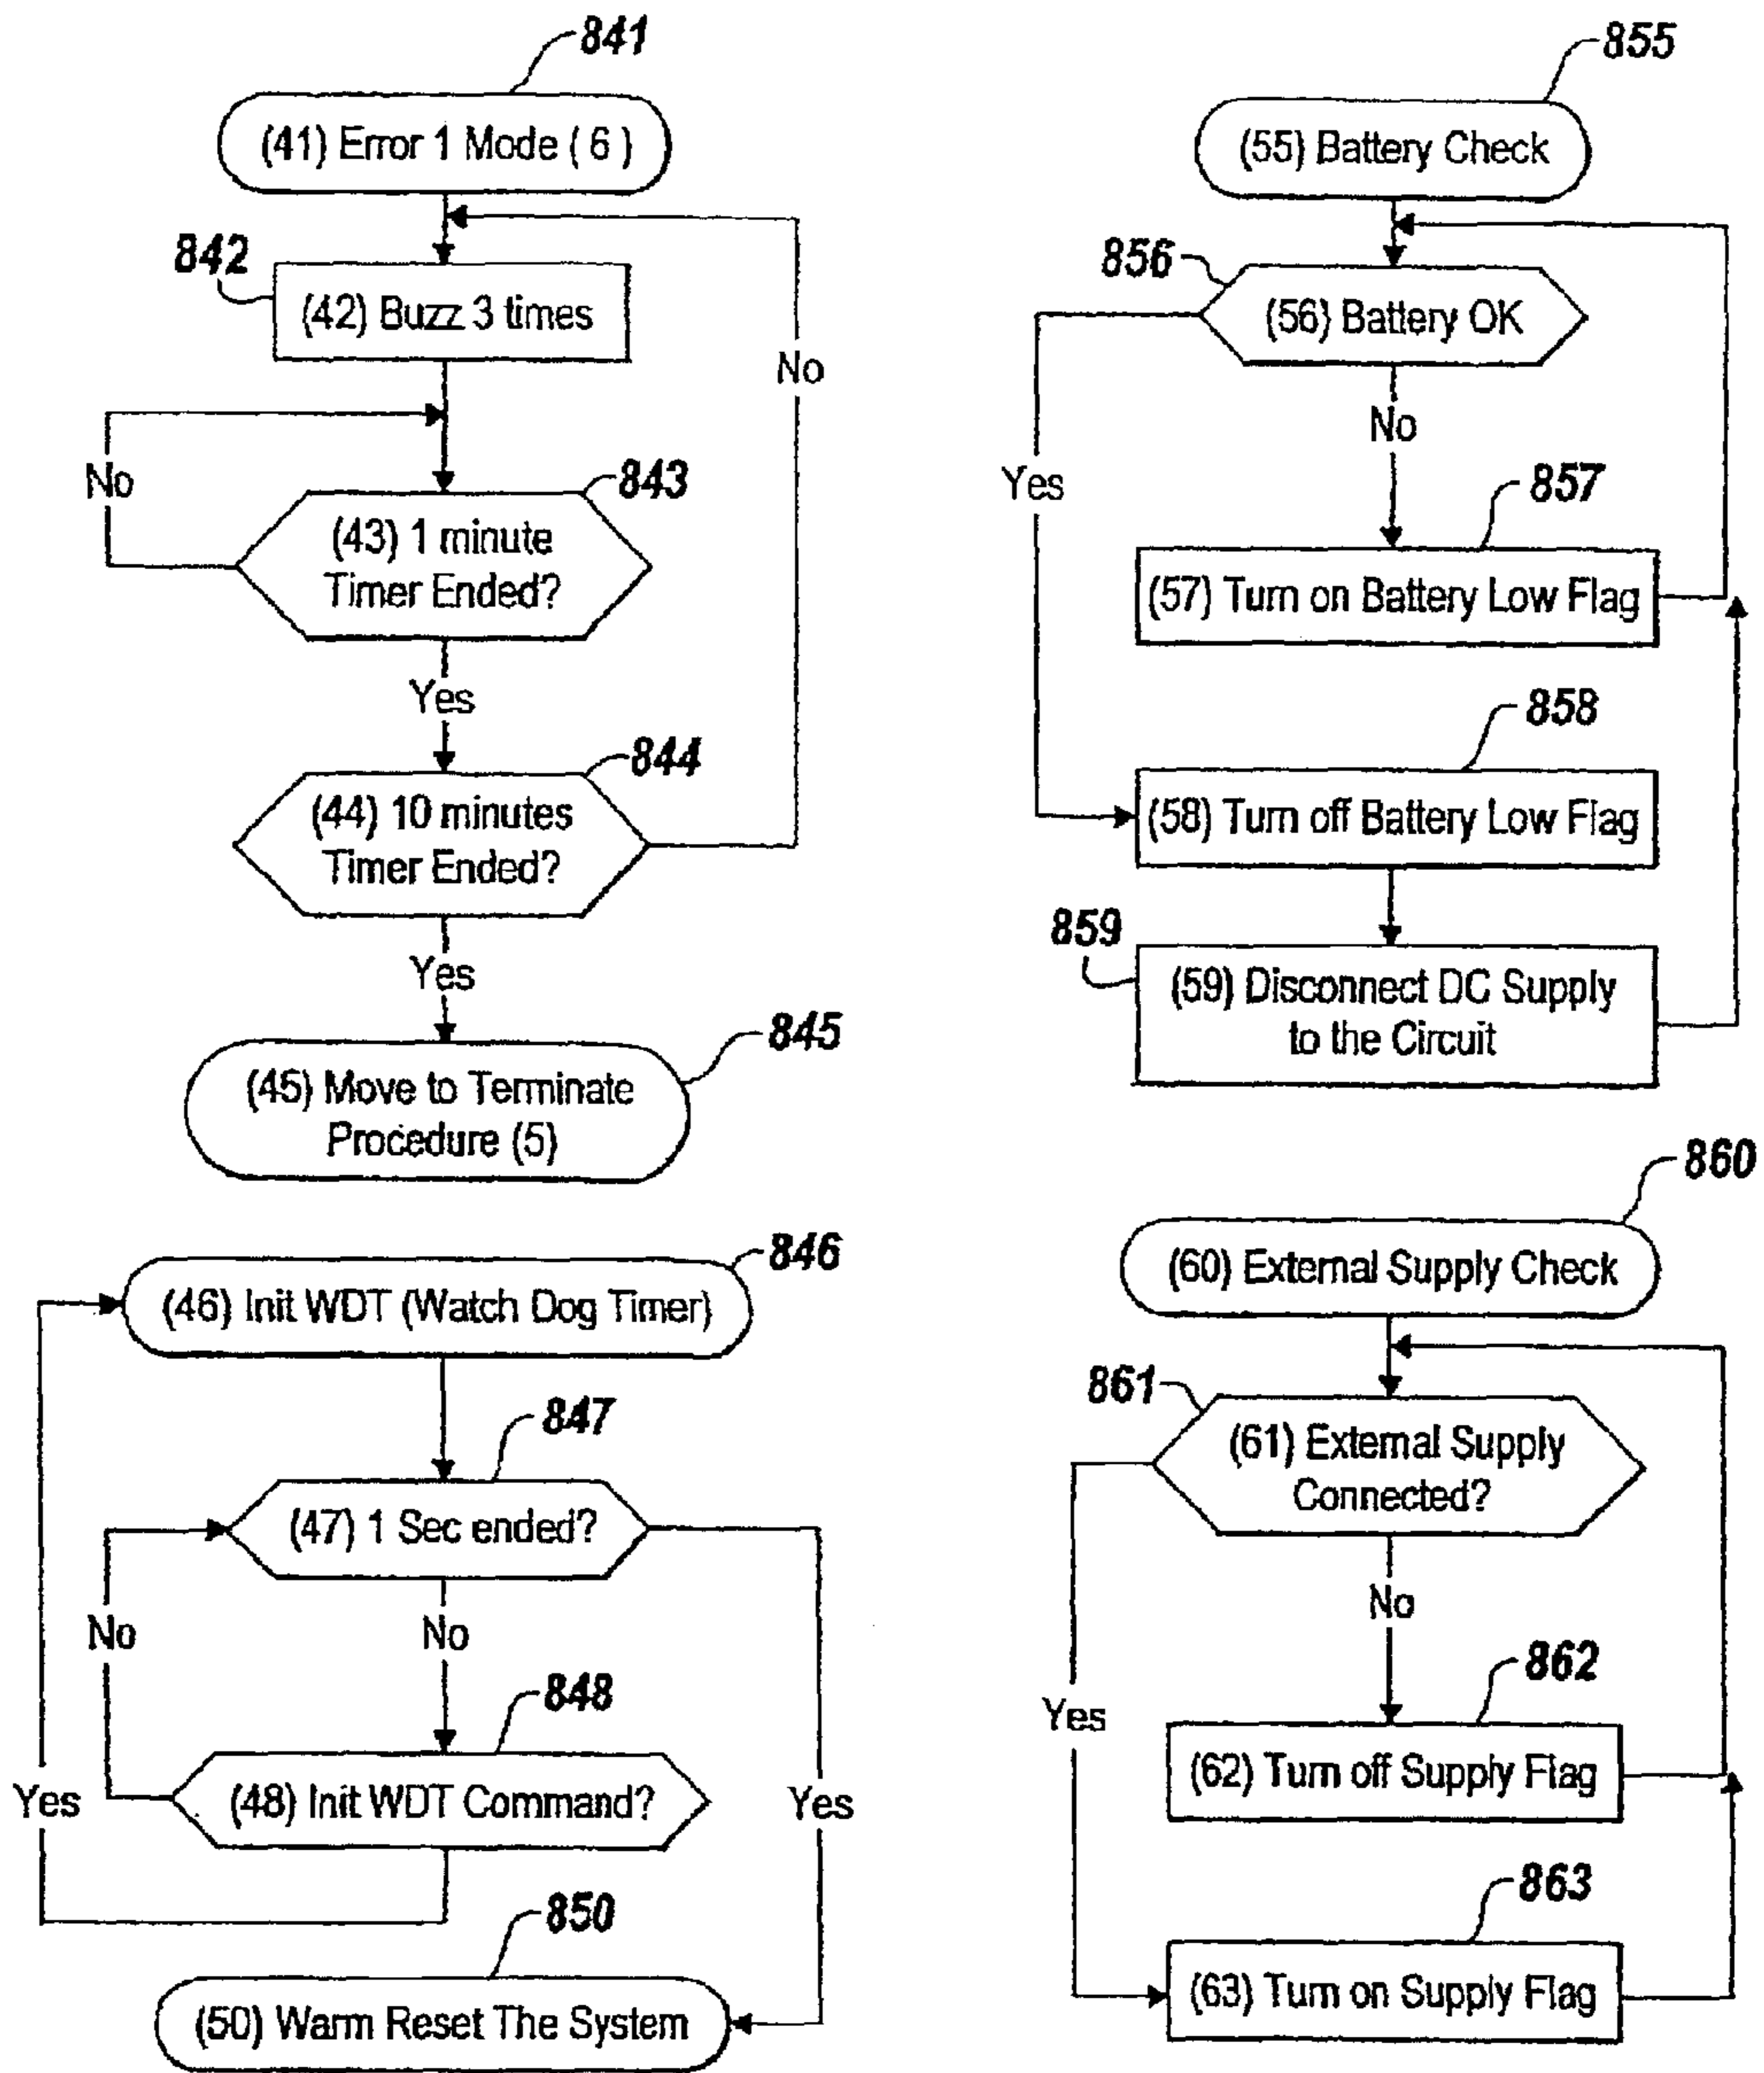 841
(41) Error 1 Mode ( 6 )
842
(42) Buzz 3 times
No
No
843
(43) 1 minute
Timer Ended?
Yes
844
(44) 10 minutes
Timer Ended?
Yes
845
(45) Move to Terminate
Procedure (5)
846
(46) Init WDT (Watch Dog Timer)
847
(47) 1 Sec ended?
No
No
848
(48) Init WDT Command?
Yes
Yes
850
(50) Warm Reset The System
855
(55) Battery Check
856
(56) Battery OK
No
Yes
857
(57) Turn on Battery Low Flag
858
(58) Turn off Battery Low Flag
859
(59) Disconnect DC Supply
to the Circuit
860
(60) External Supply Check
861
(61) External Supply
Connected?
No
Yes
862
(62) Turn off Supply Flag
863
(63) Turn on Supply Flag